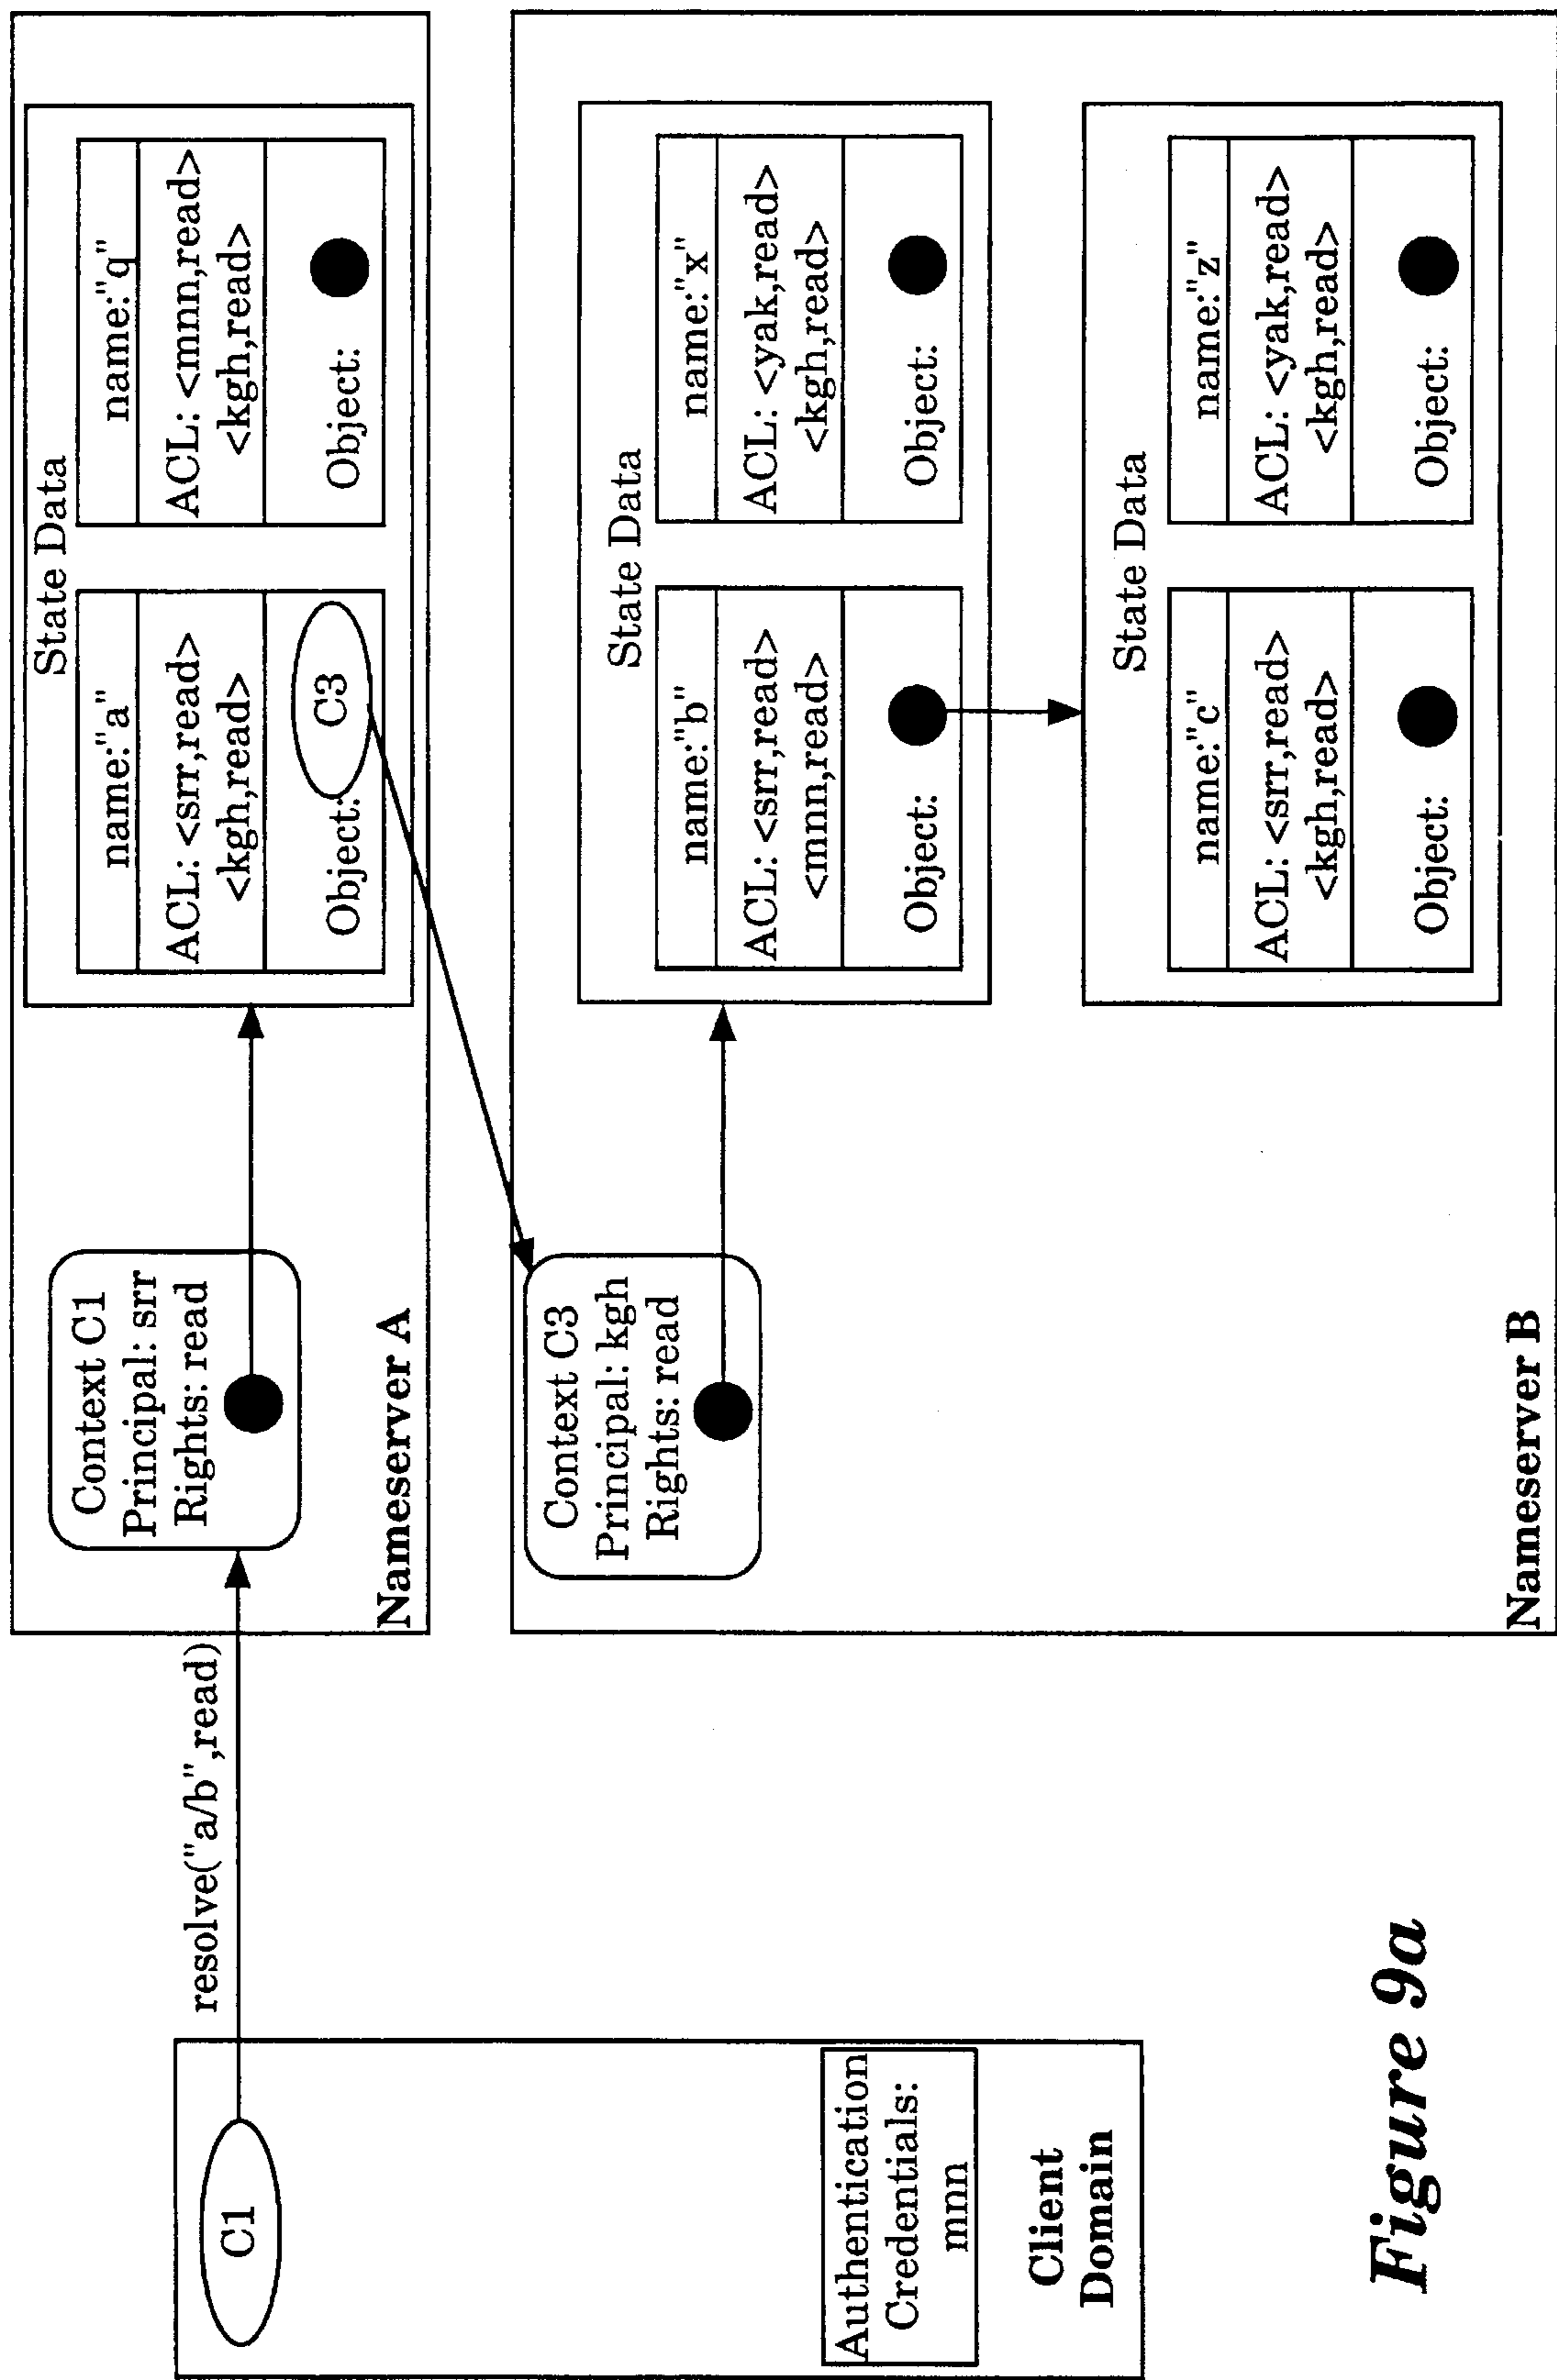 C1
resolve("a/b",read)
Authentication
Credentials:
mnn
Client
Domain
Context C1
Principal: srr
Rights: read
Nameserver A
State Data
name:"a"
ACL: <srr,read>
<kgh,read>
Object:
C3
name:"q"
ACL: <mnn,read>
<kgh,read>
Object:
Context C3
Principal: kgh
Rights: read
Nameserver B
State Data
name:"b"
ACL: <srr,read>
<mnn,read>
Object:
name:"x"
ACL: <yak,read>
<kgh,read>
Object:
State Data
name:"c"
ACL: <srr,read>
<kgh,read>
Object:
name:"z"
ACL: <yak,read>
<kgh,read>
Object:
Figure 9a